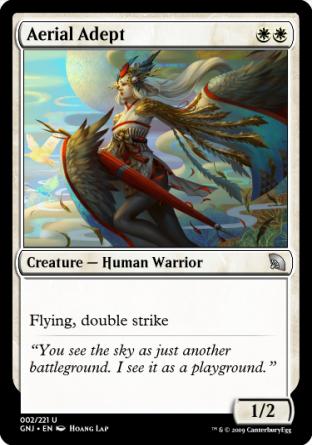 Aerial Adept
Creature — Human Warrior
Flying, double strike
“You see the sky as just another
battleground. I see it as a playground.”
1/2
002/221 U
GNJ • EN Hoang Lap
™ & © 2019 CanterburyEgg